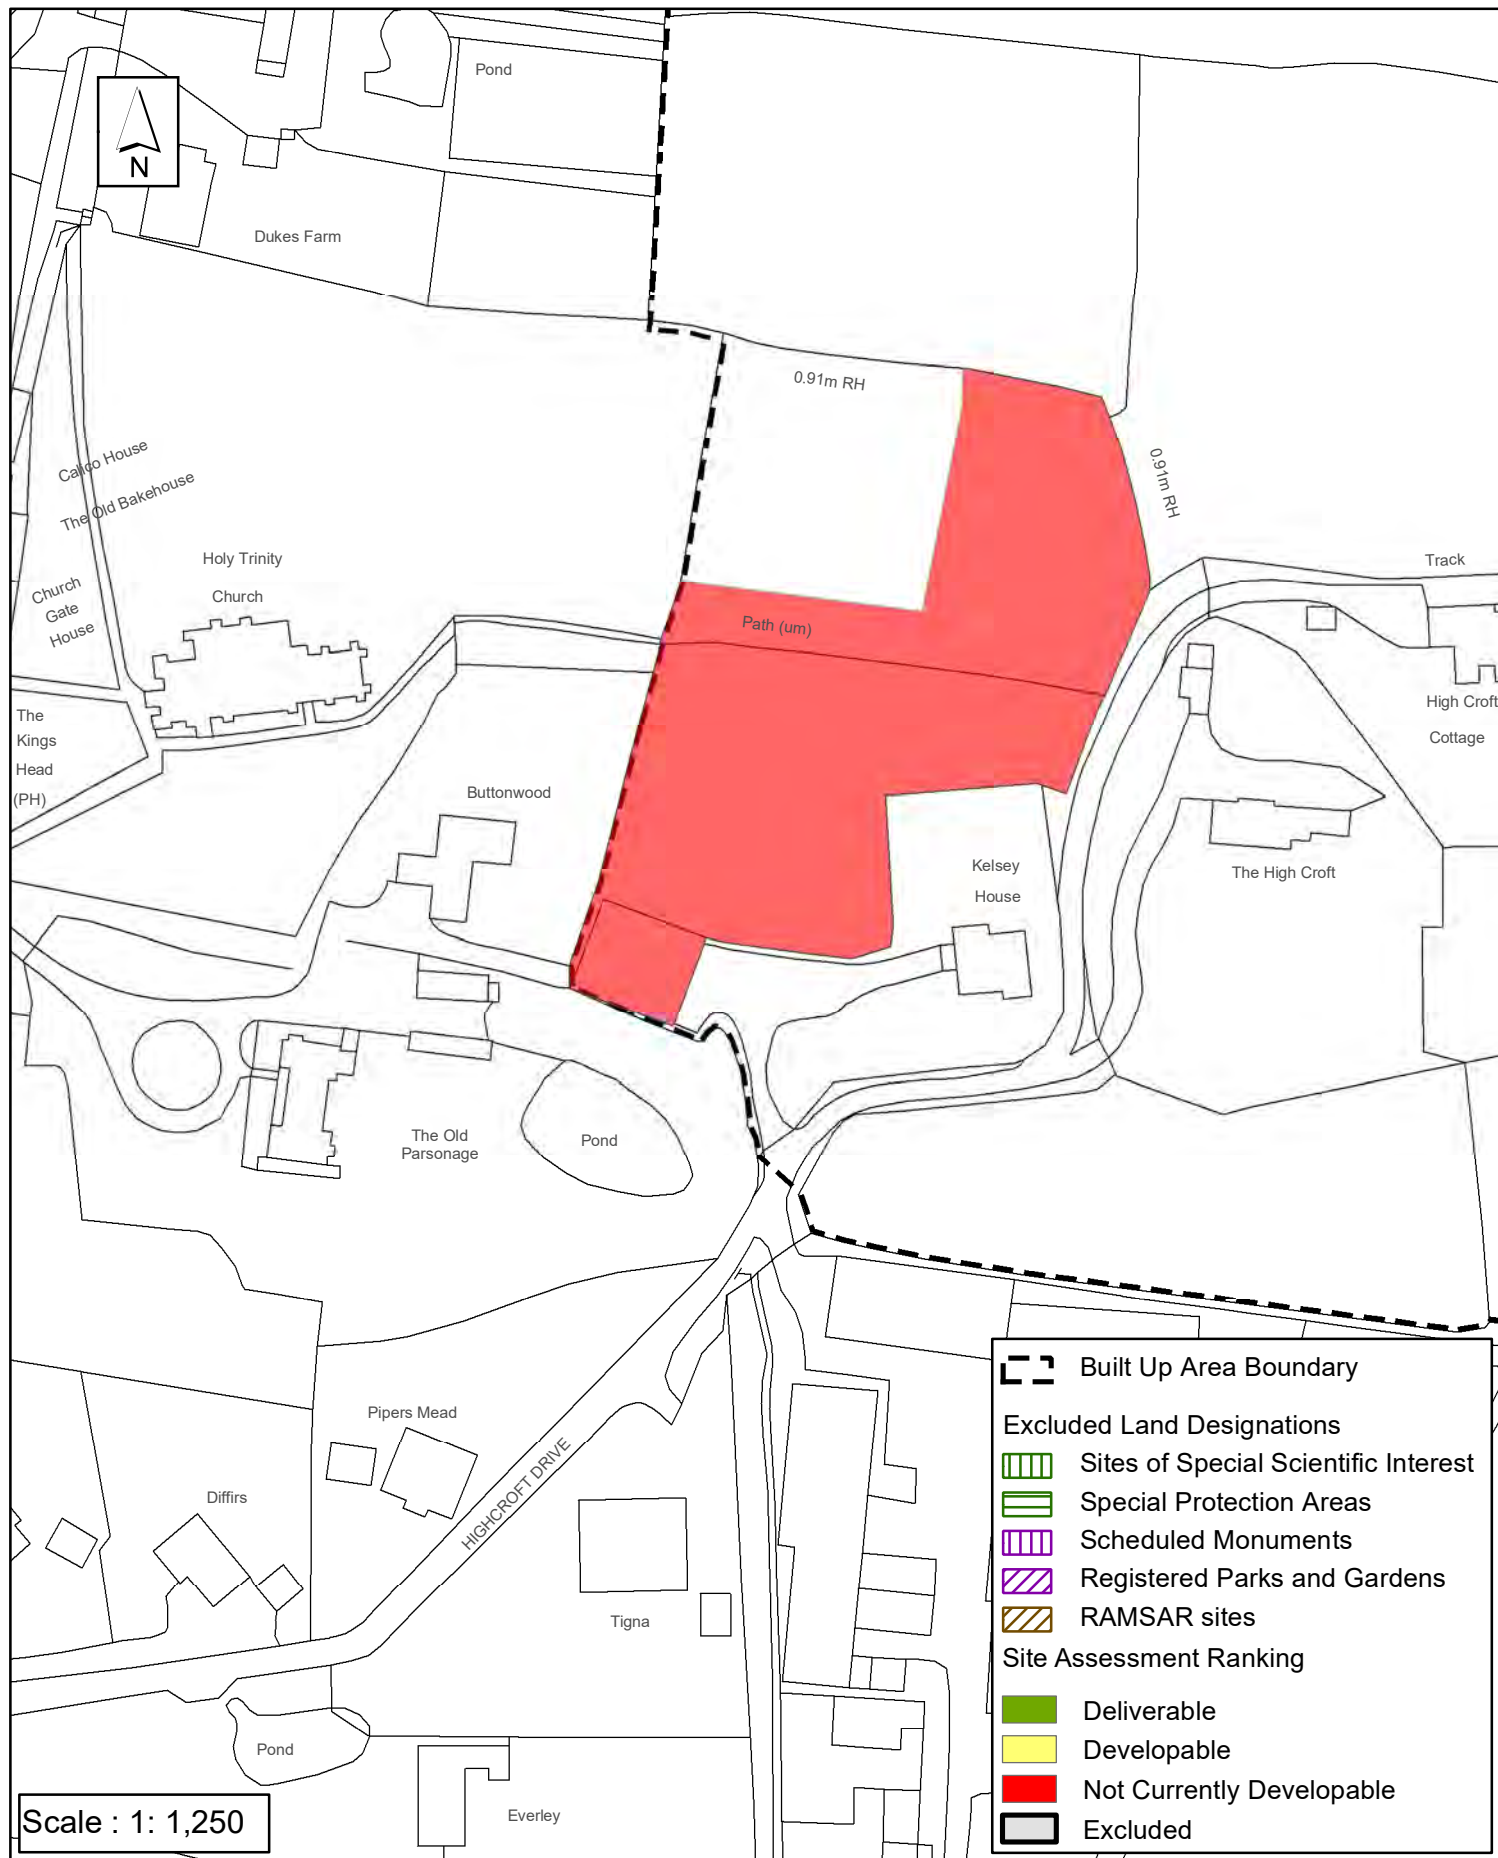 Pond
N
Dukes Farm
0.91m RH
Calico House
The Old Bakehouse
0.91m RH
Holy Trinity
Church
Track
Church
Gate
House
Path (um)
The
Kings
Head
(PH)
High Croft
Cottage
Buttonwood
Kelsey
House
The High Croft
The Old
Parsonage
Pond
Pipers Mead
HIGHCROFT DRIVE
Diffirs
Tigna
Pond
Everley
Scale : 1: 1,250
Built Up Area Boundary
Excluded Land Designations
Sites of Special Scientific Interest
Special Protection Areas
Scheduled Monuments
Registered Parks and Gardens
RAMSAR sites
Site Assessment Ranking
Deliverable
Developable
Not Currently Developable
Excluded